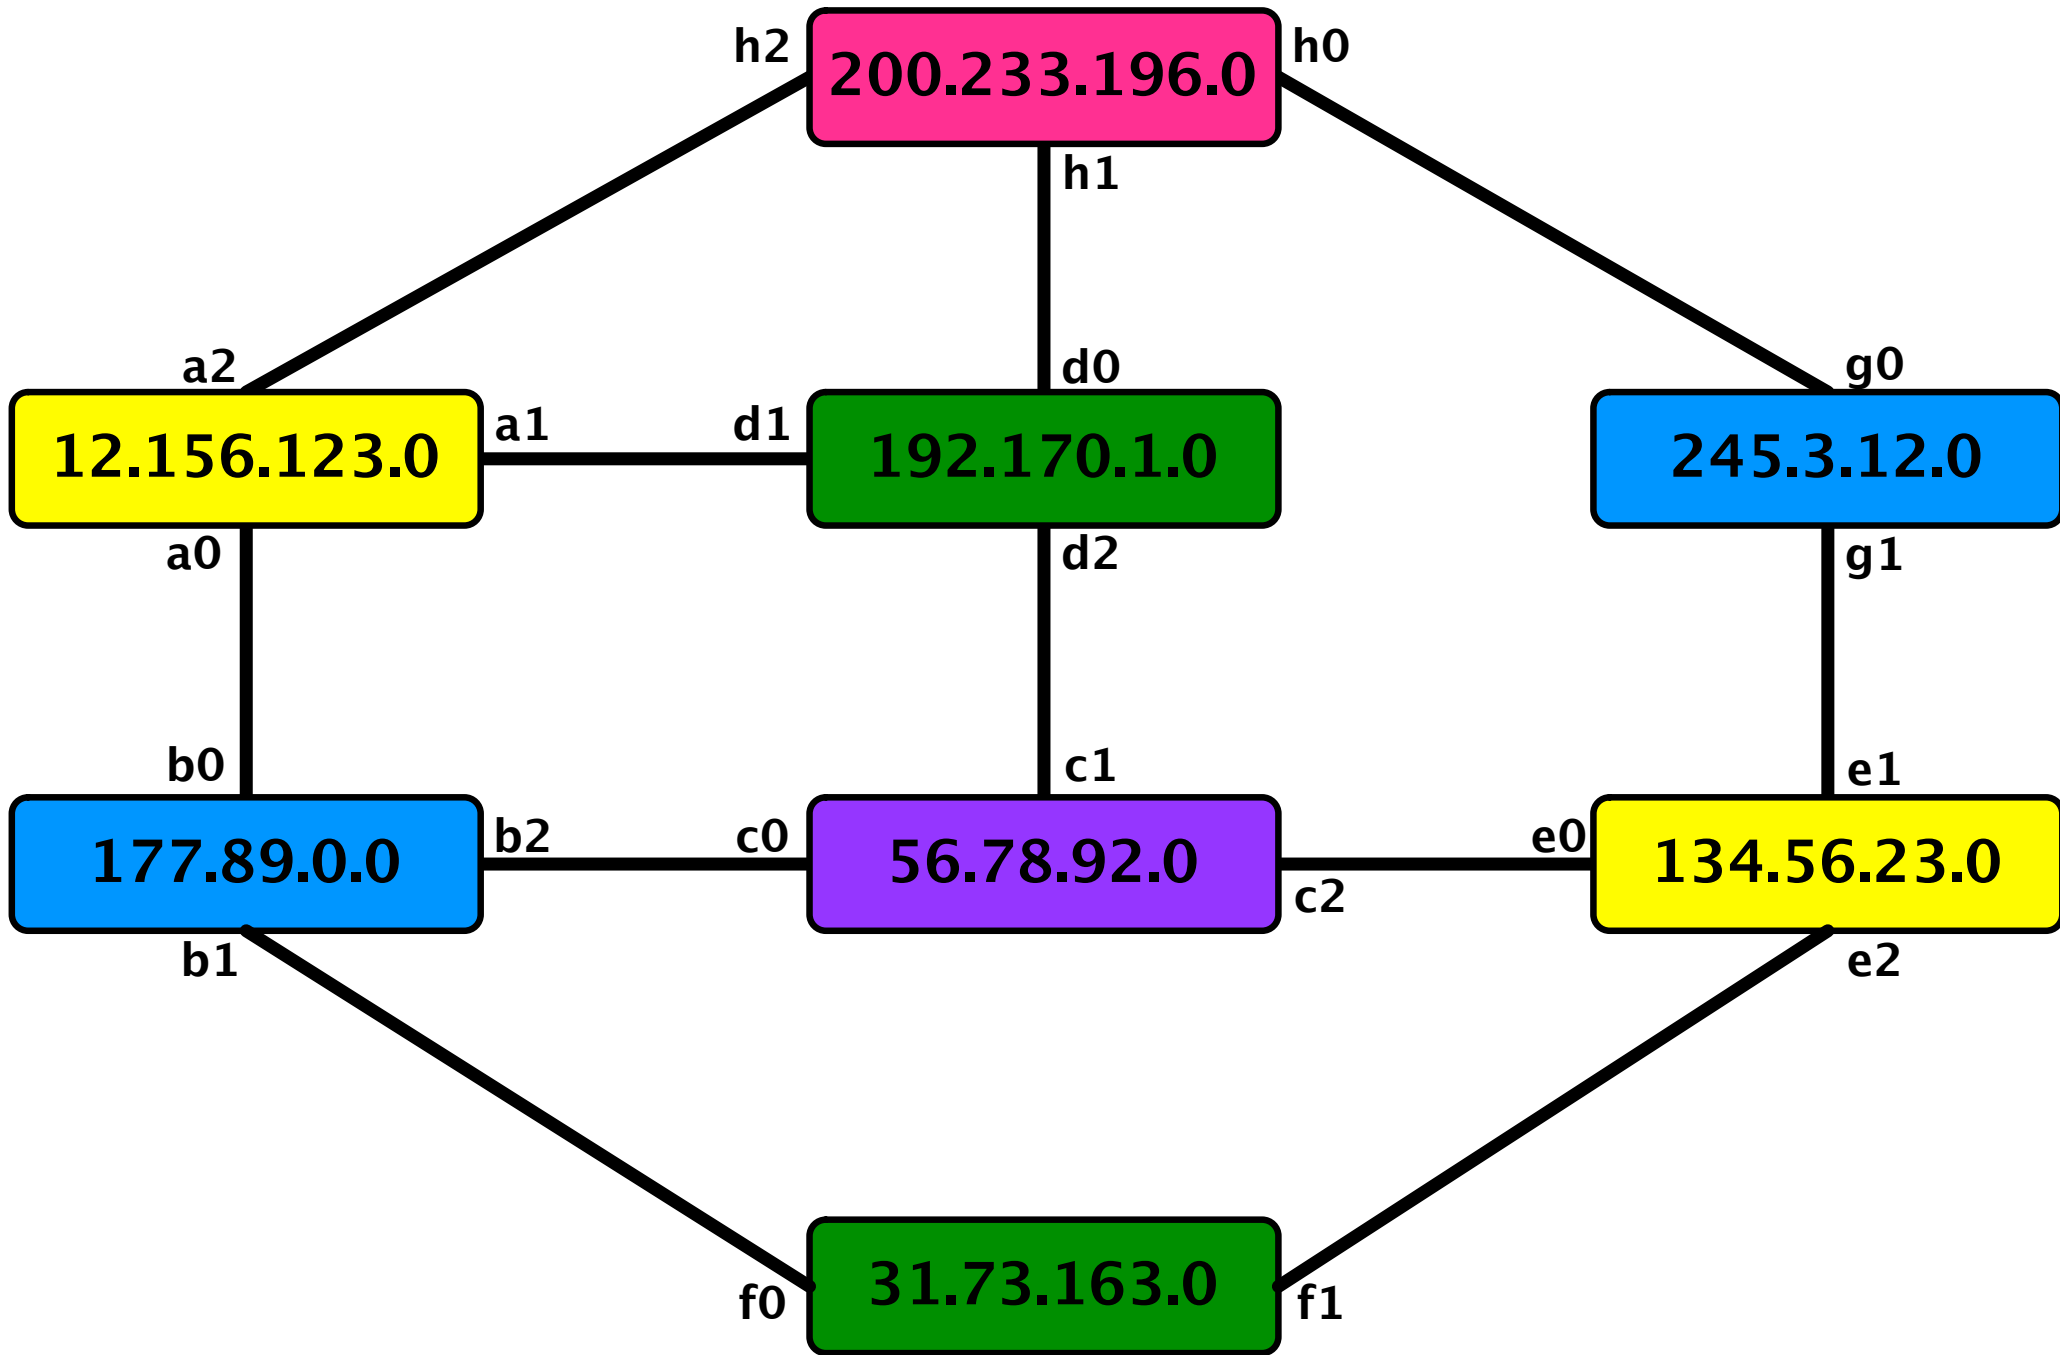 h2
200.233.196.0
h0
h1
a2
d0
g0
12.156.123.0
a1
d1
192.170.1.0
245.3.12.0
a0
d2
g1
b0
c1
e1
177.89.0.0
b2
c0
56.78.92.0
c2
e0
134.56.23.0
b1
e2
f0
31.73.163.0
f1